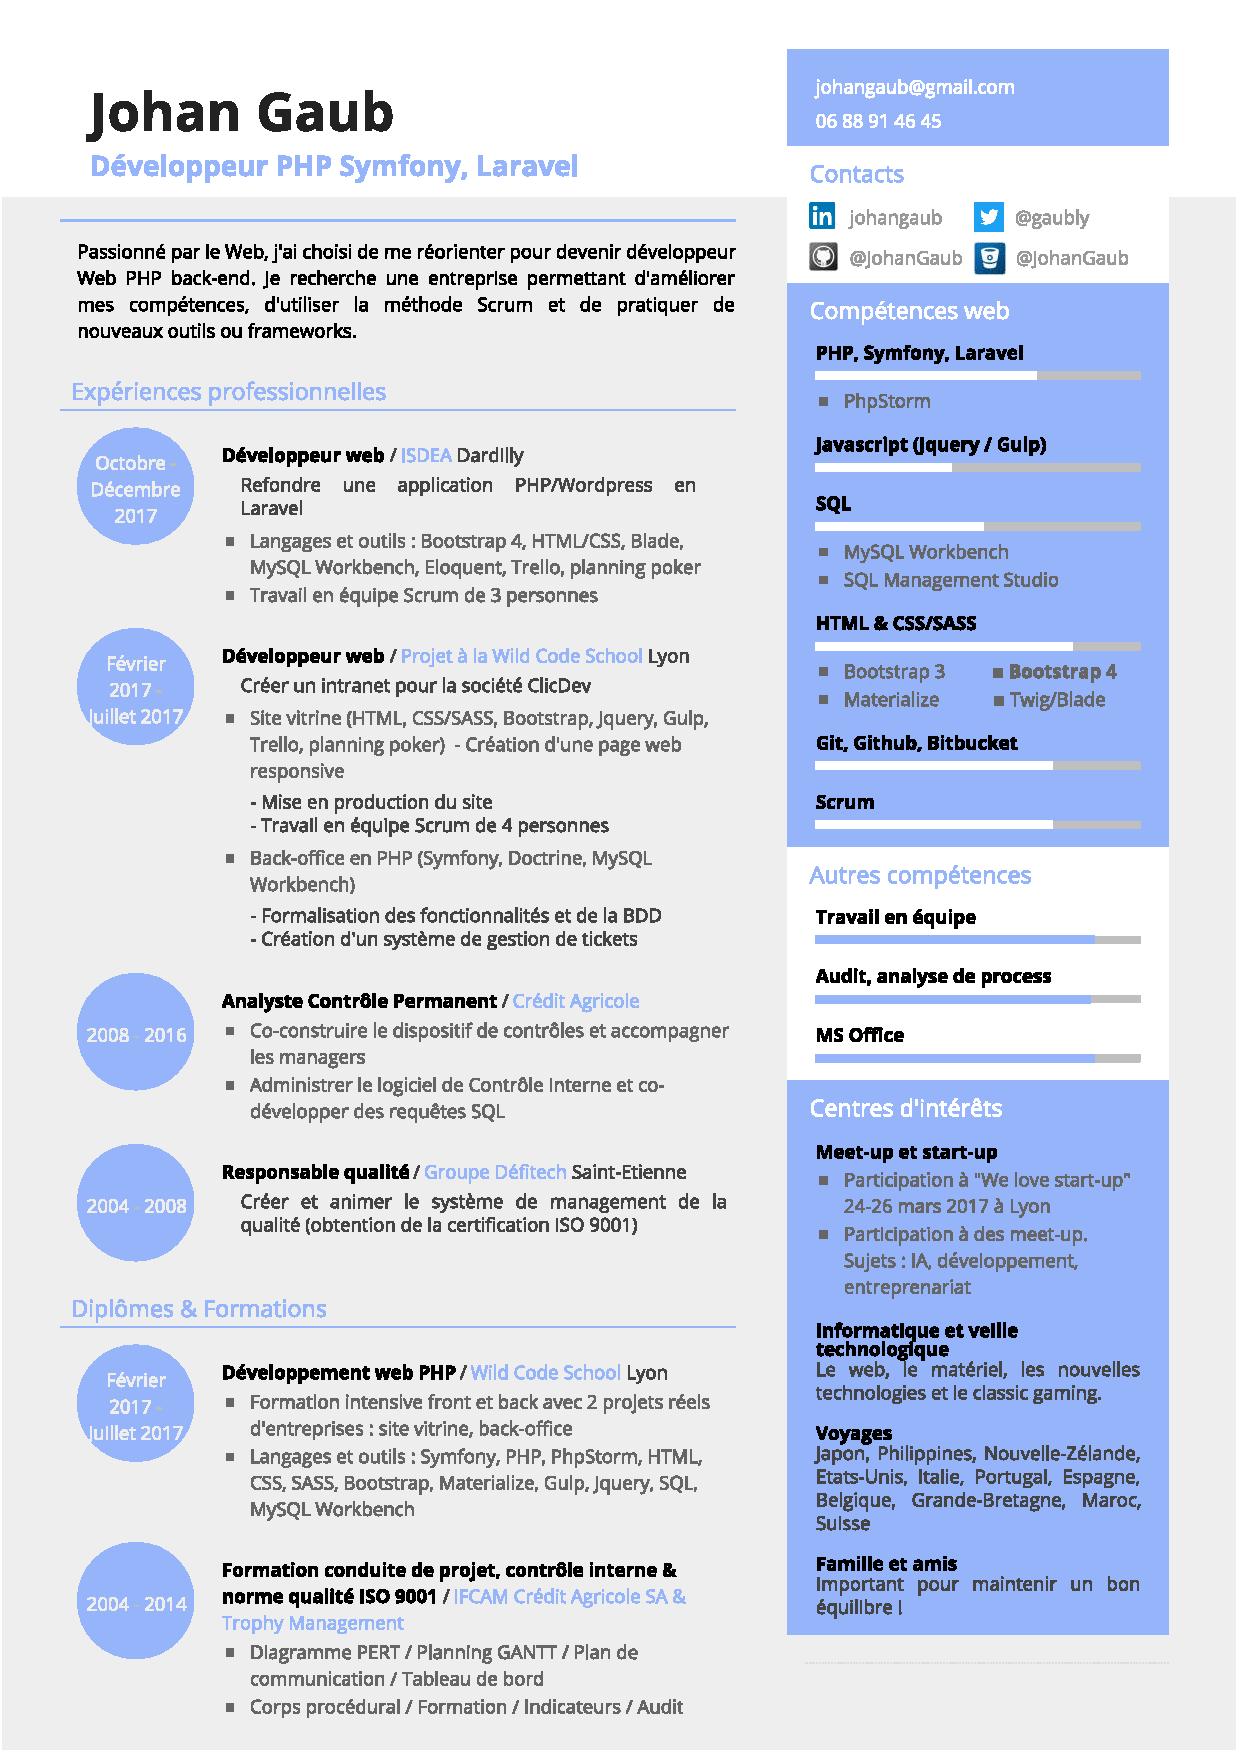 Johan Gaub
Développeur PHP Symfony, Laravel
Passionné par le Web, j'ai choisi de me réorienter pour devenir développeur
Web PHP back-end. Je recherche une entreprise permettant d'améliorer
mes compétences, d'utiliser la méthode Scrum et de pratiquer de
nouveaux outils ou frameworks.
Expériences professionnelles
Octobre -
Décembre
2017
Développeur web / ISDEA Dardilly
Refondre une application PHP/Wordpress en
Laravel
▪ Langages et outils : Bootstrap 4, HTML/CSS, Blade,
MySQL Workbench, Eloquent, Trello, planning poker
▪ Travail en équipe Scrum de 3 personnes
Février
2017 -
Juillet 2017
Développeur web / Projet à la Wild Code School Lyon
Créer un intranet pour la société ClicDev
▪ Site vitrine (HTML, CSS/SASS, Bootstrap, Jquery, Gulp,
Trello, planning poker) - Création d'une page web
responsive
- Mise en production du site
- Travail en équipe Scrum de 4 personnes
▪ Back-office en PHP (Symfony, Doctrine, MySQL
Workbench)
- Formalisation des fonctionnalités et de la BDD
- Création d'un système de gestion de tickets
2008 - 2016
Analyste Contrôle Permanent / Crédit Agricole
▪ Co-construire le dispositif de contrôles et accompagner
les managers
▪ Administrer le logiciel de Contrôle Interne et co-
développer des requêtes SQL
2004 - 2008
Responsable qualité / Groupe Défitech Saint-Etienne
Créer et animer le système de management de la
qualité (obtention de la certification ISO 9001)
Diplômes & Formations
Février
2017 -
Juillet 2017
Développement web PHP / Wild Code School Lyon
▪ Formation intensive front et back avec 2 projets réels
d'entreprises : site vitrine, back-office
▪ Langages et outils : Symfony, PHP, PhpStorm, HTML,
CSS, SASS, Bootstrap, Materialize, Gulp, Jquery, SQL,
MySQL Workbench
2004 - 2014
Formation conduite de projet, contrôle interne &
norme qualité ISO 9001 / IFCAM Crédit Agricole SA &
Trophy Management
▪ Diagramme PERT / Planning GANTT / Plan de
communication / Tableau de bord
▪ Corps procédural / Formation / Indicateurs / Audit
johangaub@gmail.com
06 88 91 46 45
Contacts
in johangaub @gaubly
@JohanGaub @JohanGaub
Compétences web
PHP, Symfony, Laravel
▪ PhpStorm
Javascript (Jquery / Gulp)
SQL
▪ MySQL Workbench
▪ SQL Management Studio
HTML & CSS/SASS
▪ Bootstrap 3 ▪ Bootstrap 4
▪ Materialize ▪ Twig/Blade
Git, Github, Bitbucket
Scrum
Autres compétences
Travail en équipe
Audit, analyse de process
MS Office
Centres d'intérêts
Meet-up et start-up
▪ Participation à "We love start-up"
24-26 mars 2017 à Lyon
▪ Participation à des meet-up.
Sujets : IA, développement,
entreprenariat
Informatique et veille
technologique
Le web, le matériel, les nouvelles
technologies et le classic gaming.
Voyages
Japon, Philippines, Nouvelle-Zélande,
Etats-Unis, Italie, Portugal, Espagne,
Belgique, Grande-Bretagne, Maroc,
Suisse
Famille et amis
Important pour maintenir un bon
équilibre !